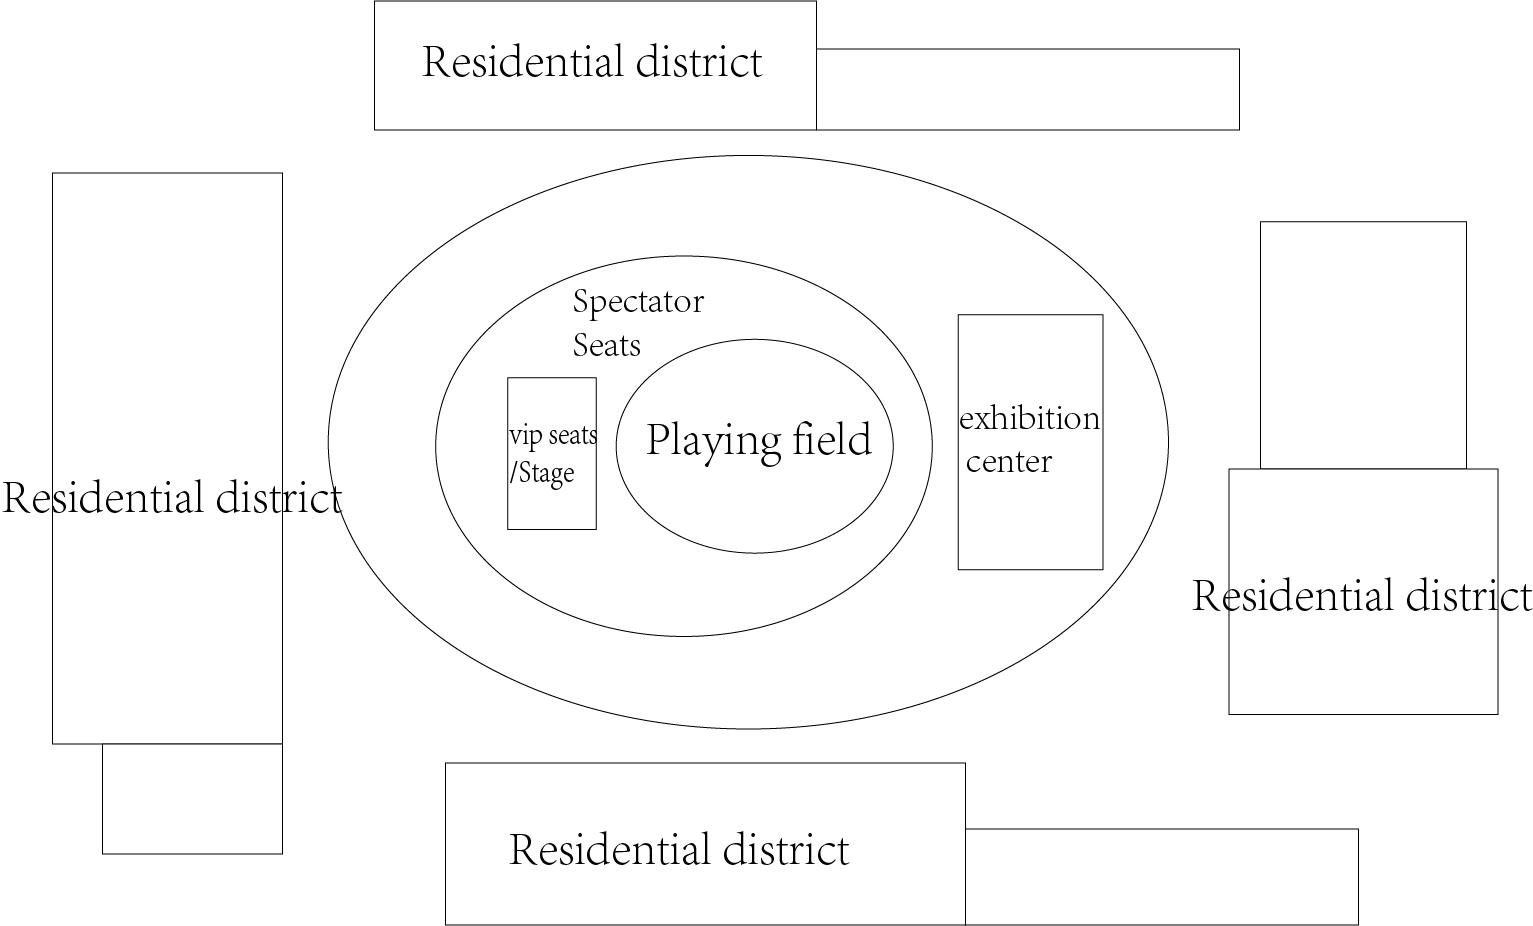 Residential district
Spectator
Seats
vip seats
/Stage
Playing field
exhibition
center
Residential district
Residential district
Residential district